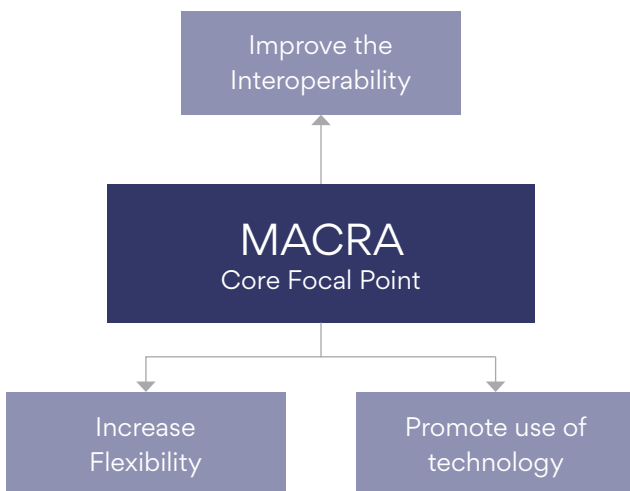 Improve the
Interoperability
MACRA
Core Focal Point
Increase
Flexibility
Promote use of
technology